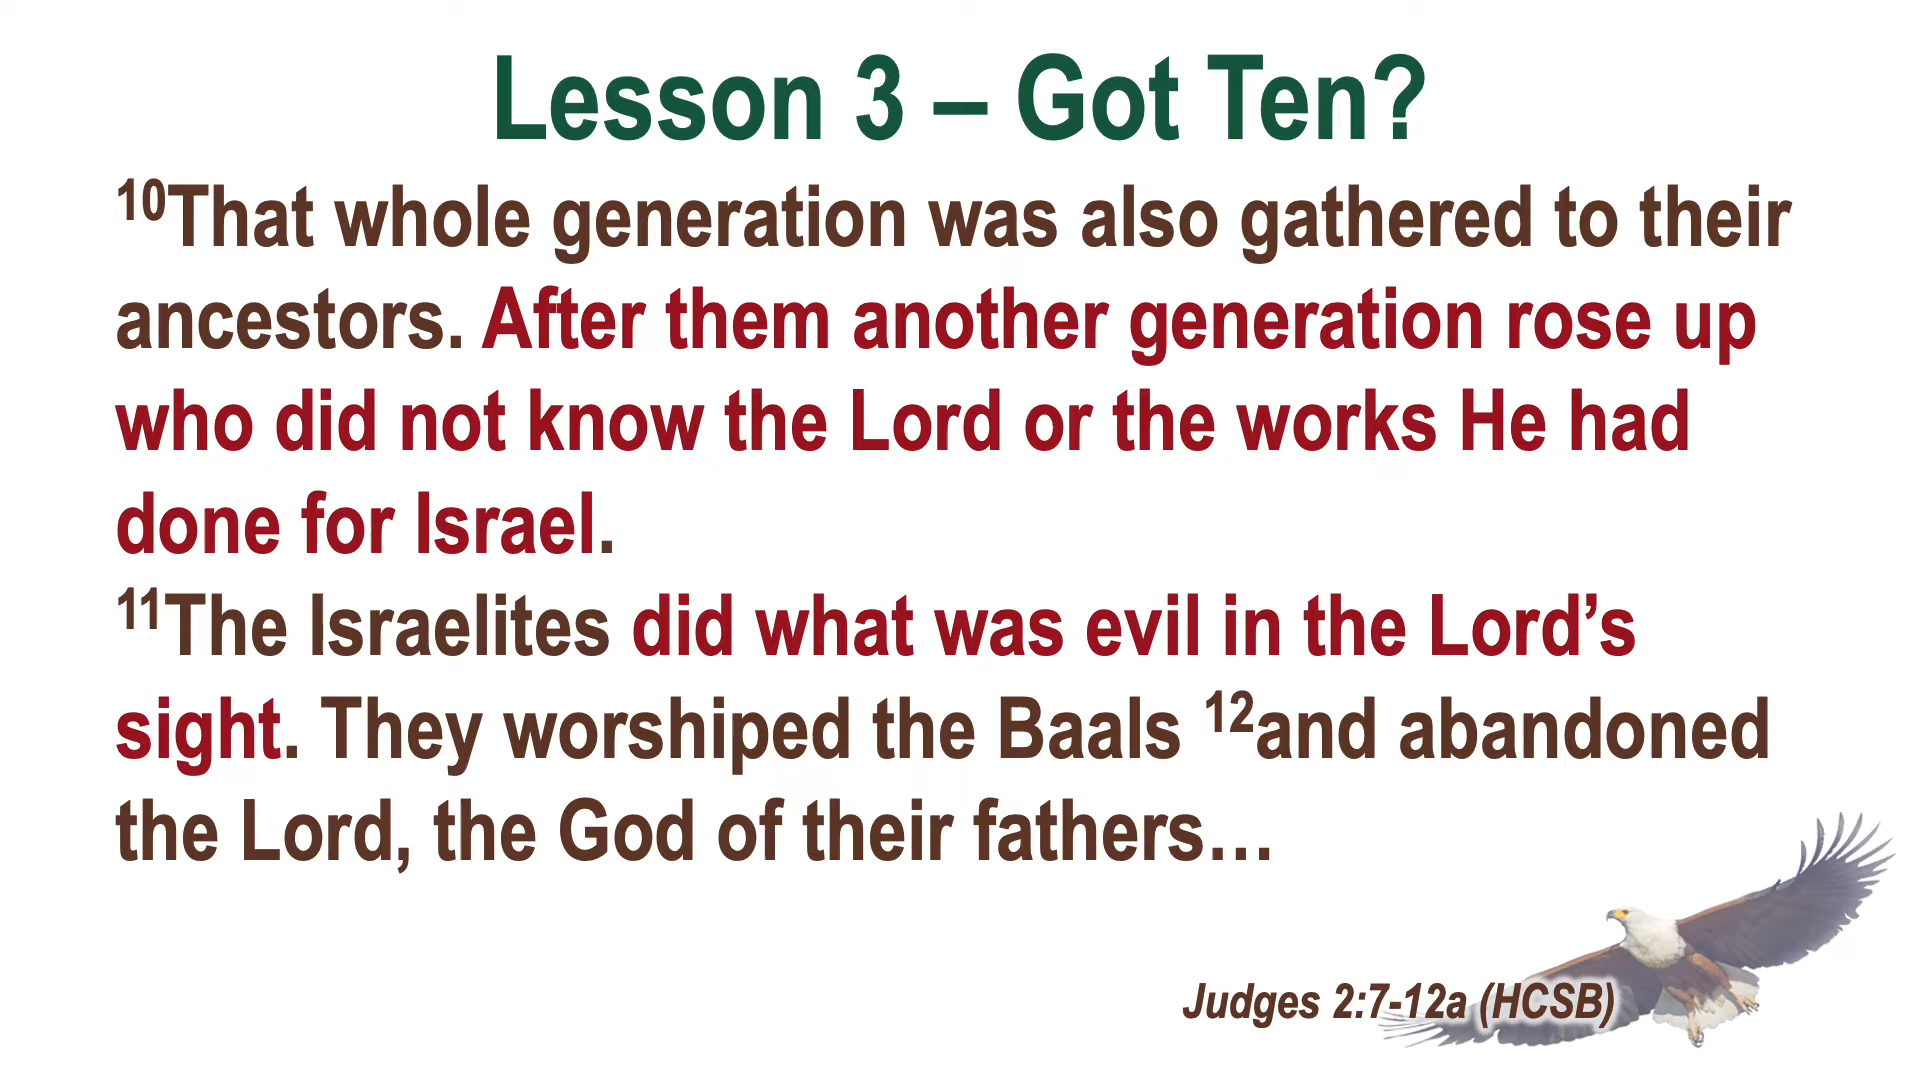 Lesson 3 – Got Ten?
10That whole generation was also gathered to their
ancestors. After them another generation rose up
who did not know the Lord or the works He had
done for Israel.
11The Israelites did what was evil in the Lord’s
sight. They worshiped the Baals 12and abandoned
the Lord, the God of their fathers…
Judges 2:7-12a (HCSB)